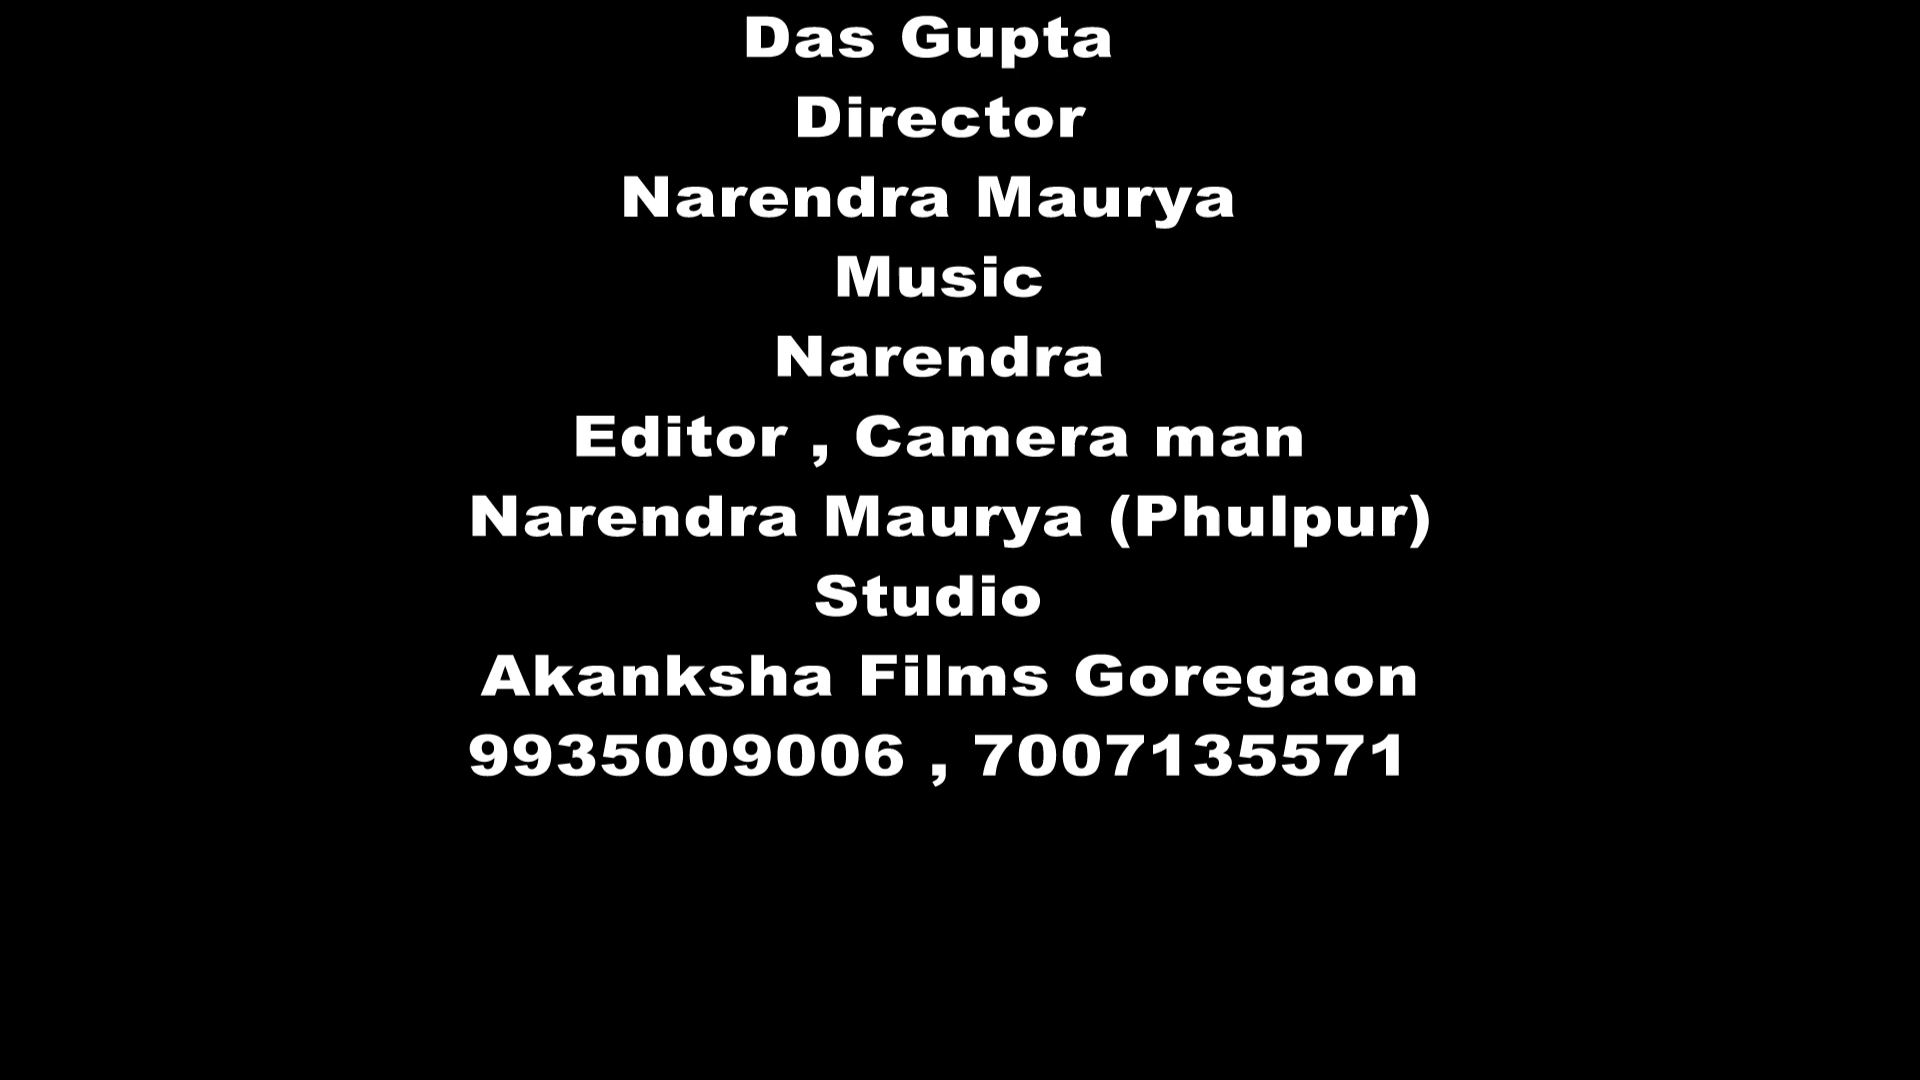 Das Gupta
Director
Narendra Maurya
Music
Narendra
Editor , Camera man
Narendra Maurya (Phulpur)
Studio
Akanksha Films Goregaon
9935009006 , 7007135571